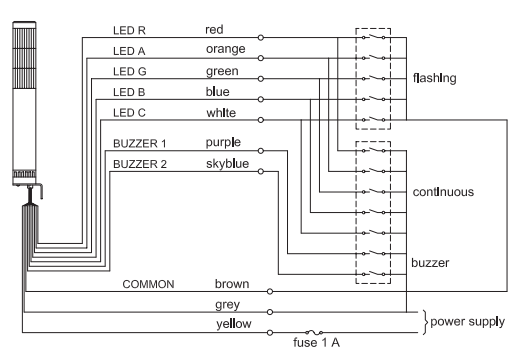 LED R red
LED A orange
LED G green
flashing
LED B blue
LED C white
BUZZER 1 purple
BUZZER 2 skyblue
continuous
buzzer
COMMON brown
grey
power supply
yellow
fuse 1 A